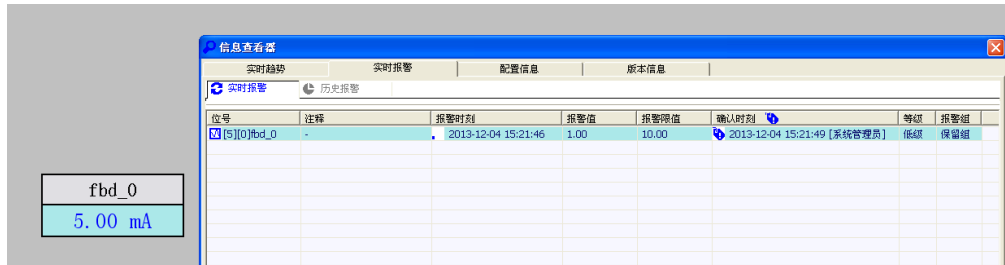 信息查看器
实时趋势 实时报警 配置信息 版本信息
实时报警 历史报警
位号 注释 报警时刻 报警值 报警限值 确认时刻 等级 报警组
[5][0]fbd_0 - 2013-12-04 15:21:46 1.00 10.00 2013-12-04 15:21:49 [系统管理员] 低级 保留组
fbd_0
5.00 mA